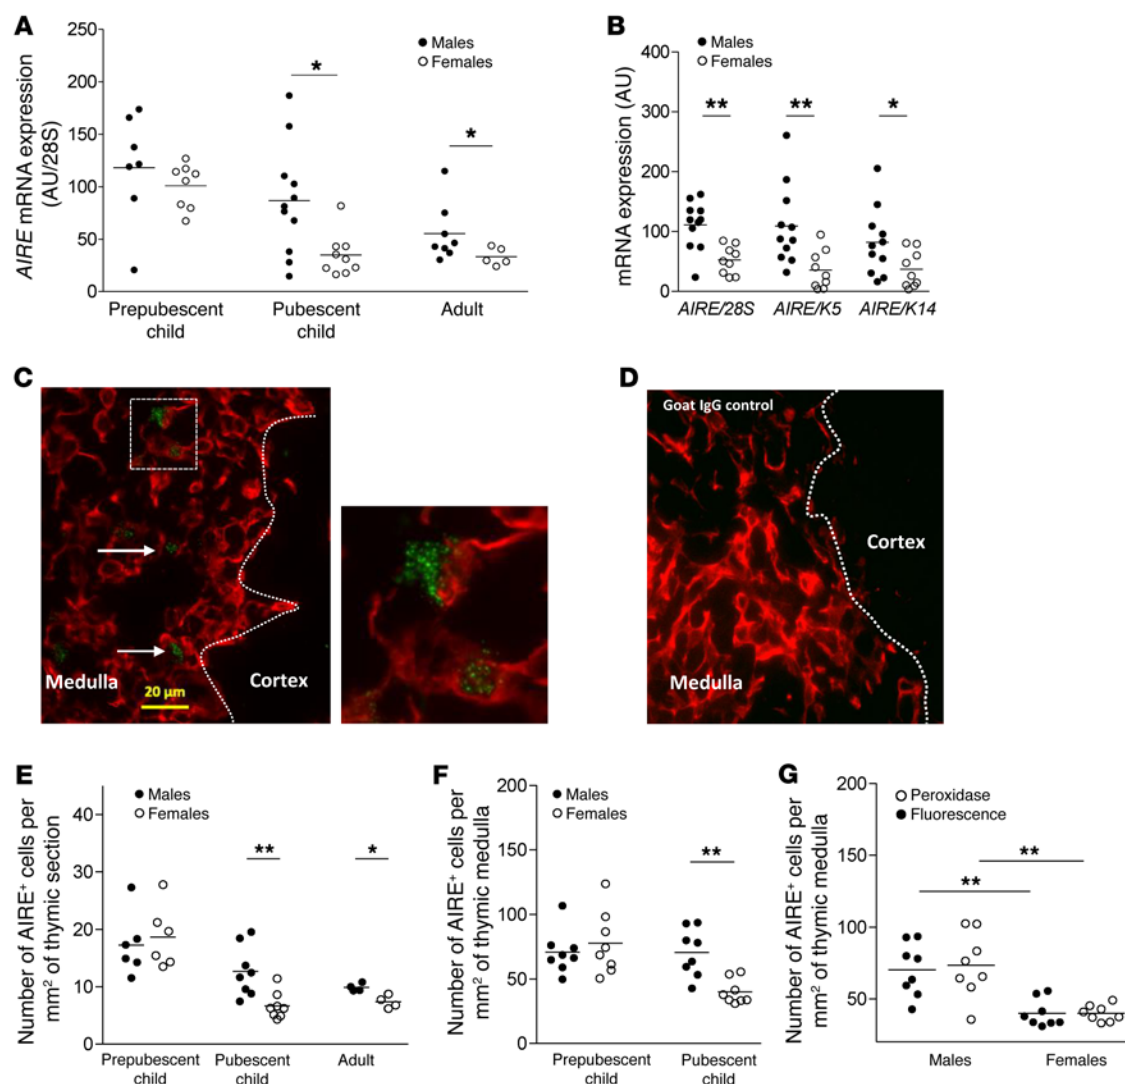 A
AIRE mRNA expression
(AU/28S)
250
200
150
100
50
0
Males
Females
*
*
Prepubescent
child
Pubescent
child
Adult
B
mRNA expression (AU)
400
300
200
100
0
Males
Females
**
**
*
AIRE/28S
AIRE/K5
AIRE/K14
C
Medulla
20 µm
Cortex
D
Goat IgG control
Cortex
Medulla
E
Number of AIRE+ cells per
mm² of thymic section
40
30
20
10
0
Males
Females
**
*
Prepubescent
child
Pubescent
child
Adult
F
Number of AIRE+ cells per
mm² of thymic medulla
200
150
100
50
0
Males
Females
**
Prepubescent
child
Pubescent
child
G
Number of AIRE+ cells per
mm² of thymic medulla
200
150
100
50
Peroxidase
Fluorescence
**
**
Males
Females